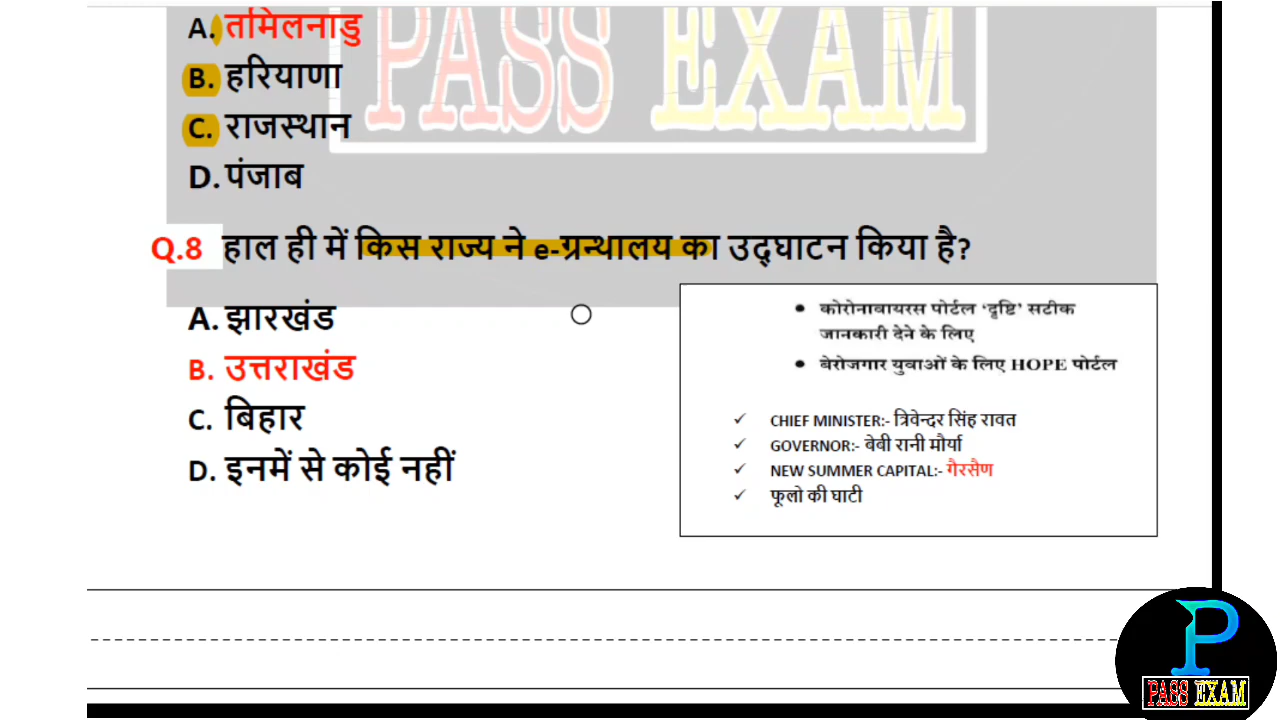 PASS EXAM
A. तमिलनाडु
B. हरियाणा
C. राजस्थान
D. पंजाब
Q.8 हाल ही में किस राज्य ने e-ग्रन्थालय का उद्घाटन किया है?
A. झारखंड
B. उत्तराखंड
C. बिहार
D. इनमें से कोई नहीं
• कोरोनावायरस पोर्टल ‘दृष्टि’ सटीक
जानकारी देने के लिए
• बेरोजगार युवाओं के लिए HOPE पोर्टल
✓ CHIEF MINISTER:- त्रिवेन्दर सिंह रावत
✓ GOVERNOR:- बेबी रानी मौर्या
✓ NEW SUMMER CAPITAL:- गैरसैण
✓ फूलो की घाटी
P
PASS EXAM